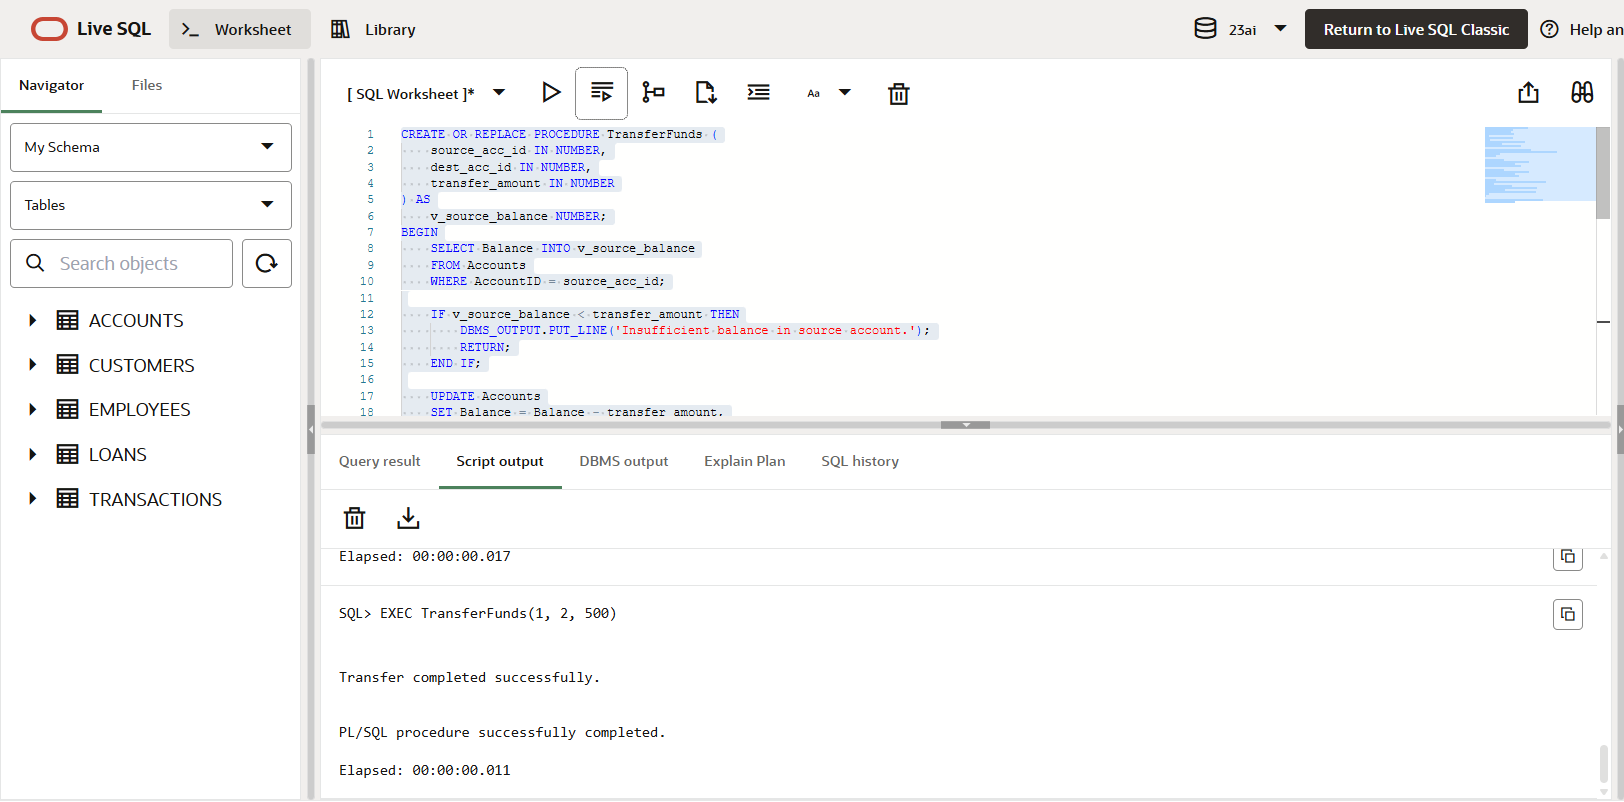 Live SQL
Worksheet
Library
23ai
Return to Live SQL Classic
Help an
Navigator
Files
My Schema
Tables
Search objects
ACCOUNTS
CUSTOMERS
EMPLOYEES
LOANS
TRANSACTIONS
[ SQL Worksheet ]*
Aa
1 CREATE OR REPLACE PROCEDURE TransferFunds (
2     source_acc_id IN NUMBER,
3     dest_acc_id IN NUMBER,
4     transfer_amount IN NUMBER
5 ) AS
6     v_source_balance NUMBER;
7 BEGIN
8     SELECT Balance INTO v_source_balance
9     FROM Accounts
10     WHERE AccountID = source_acc_id;
11
12     IF v_source_balance < transfer_amount THEN
13         DBMS_OUTPUT.PUT_LINE('Insufficient balance in source account.');
14         RETURN;
15     END IF;
16
17     UPDATE Accounts
18     SET Balance = Balance - transfer_amount,
Query result
Script output
DBMS output
Explain Plan
SQL history
Elapsed: 00:00:00.017
SQL> EXEC TransferFunds(1, 2, 500)
Transfer completed successfully.
PL/SQL procedure successfully completed.
Elapsed: 00:00:00.011